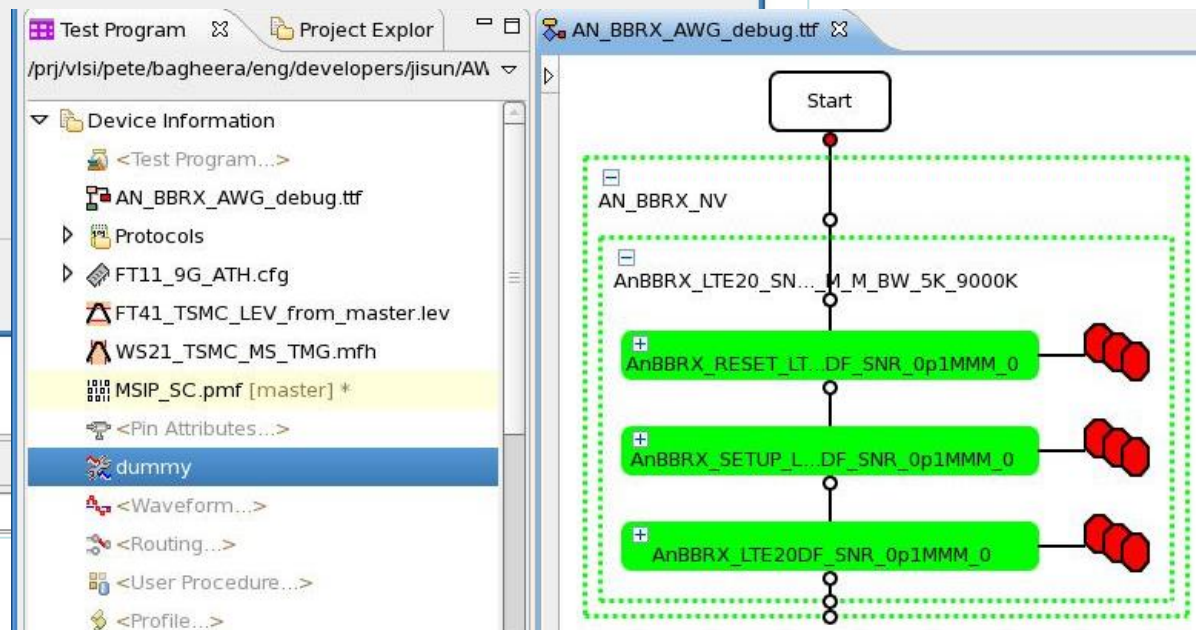 Test Program
Project Explor
/prj/vlsi/pete/bagheera/eng/developers/jisun/AW
Device Information
<Test Program...>
AN_BBRX_AWG_debug.ttf
Protocols
FT11_9G_ATH.cfg
FT41_TSMC_LEV_from_master.lev
WS21_TSMC_MS_TMG.mfh
MSIP_SC.pmf [master] *
<Pin Attributes...>
dummy
<Waveform...>
<Routing...>
<User Procedure...>
<Profile...>
AN_BBRX_AWG_debug.ttf
Start
AN_BBRX_NV
AnBBRX_LTE20_SN..._M_M_BW_5K_9000K
AnBBRX_RESET_LT...DF_SNR_0p1MMM_0
AnBBRX_SETUP_L...DF_SNR_0p1MMM_0
AnBBRX_LTE20DF_SNR_0p1MMM_0